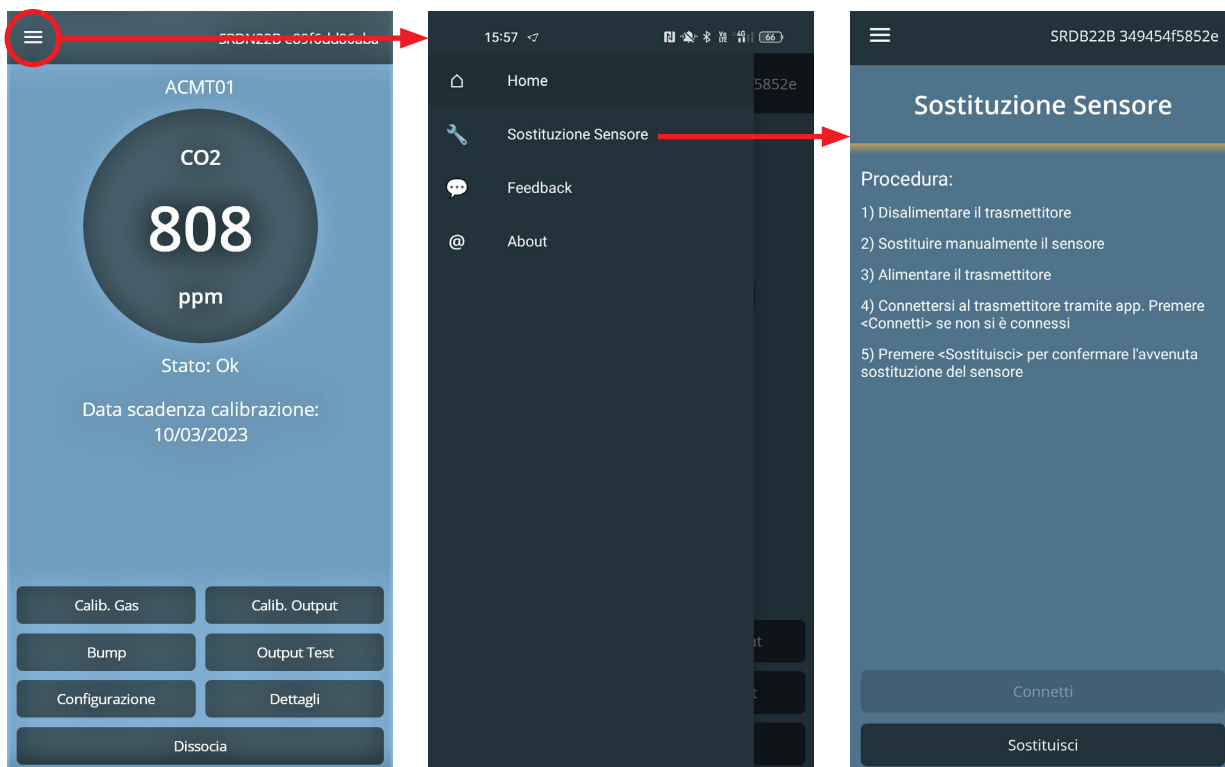 SRDN22B e89f6dd86aba
ACMT01
CO2
808
ppm
Stato: Ok
Data scadenza calibrazione:
10/03/2023
Calib. Gas
Calib. Output
Bump
Output Test
Configurazione
Dettagli
Dissocia
15:57
66
5852e
Home
Sostituzione Sensore
Feedback
@ About
SRDB22B 349454f5852e
Sostituzione Sensore
Procedura:
1) Disalimentare il trasmettitore
2) Sostituire manualmente il sensore
3) Alimentare il trasmettitore
4) Connettersi al trasmettitore tramite app. Premere
<Connetti> se non si è connessi
5) Premere <Sostituisci> per confermare l'avvenuta
sostituzione del sensore
Connetti
Sostituisci